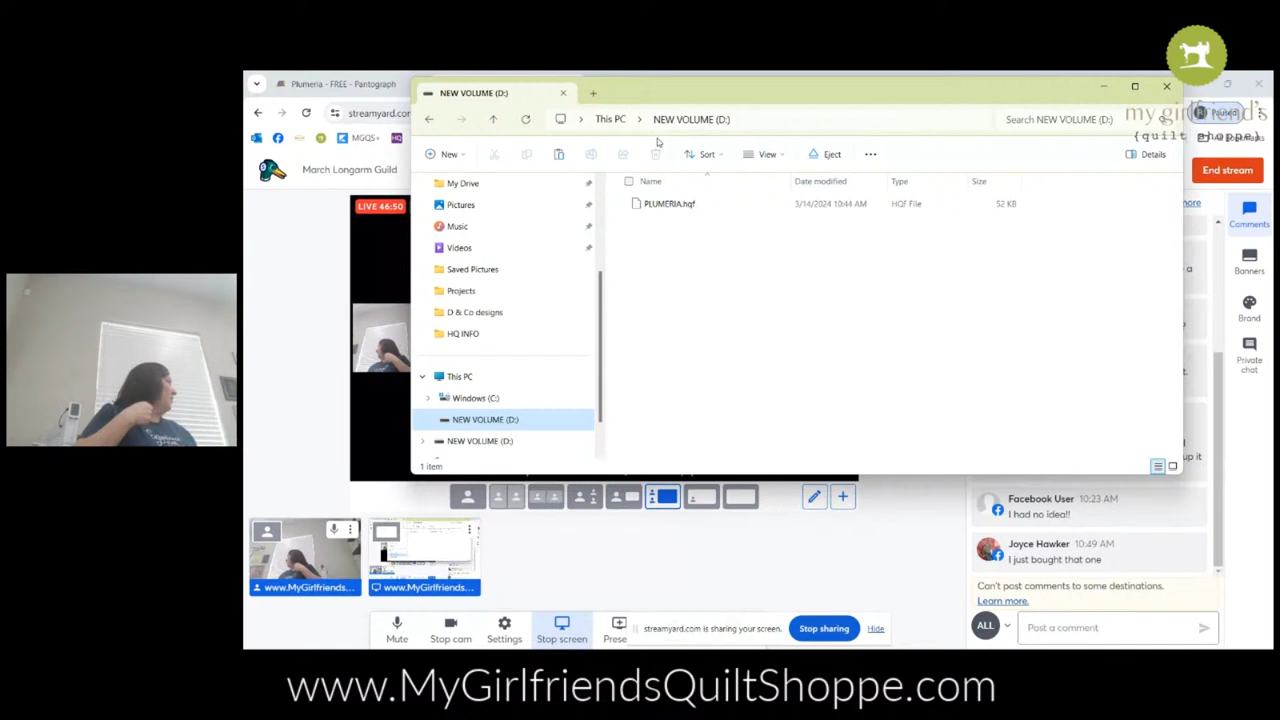 my girlfriend's
{quilt shoppe}
Plumeria - FREE - Pantograph
NEW VOLUME (D:)
streamyard.com
This PC
NEW VOLUME (D:)
Search NEW VOLUME (D:)
Paused
MGQS+
HQ
All Bookmarks
New
Sort
View
Eject
Details
March Longarm Guild
End stream
LIVE 46:50
Name
Date modified
Type
Size
PLUMERIA.hqf
3/14/2024 10:44 AM
HQF File
52 KB
My Drive
Pictures
Music
Videos
Saved Pictures
Projects
D & Co designs
HQ INFO
This PC
Windows (C:)
NEW VOLUME (D:)
NEW VOLUME (D:)
1 item
Comments
Banners
Brand
Private
chat
Facebook User 10:23 AM
I had no idea!!
Joyce Hawker 10:49 AM
I just bought that one
Can't post comments to some destinations.
Learn more.
ALL
Post a comment
www.MyGirlfriends...
www.MyGirlfriends...
Mute
Stop cam
Settings
Stop screen
Prese
streamyard.com is sharing your screen.
Stop sharing
Hide
www.MyGirlfriendsQuiltShoppe.com